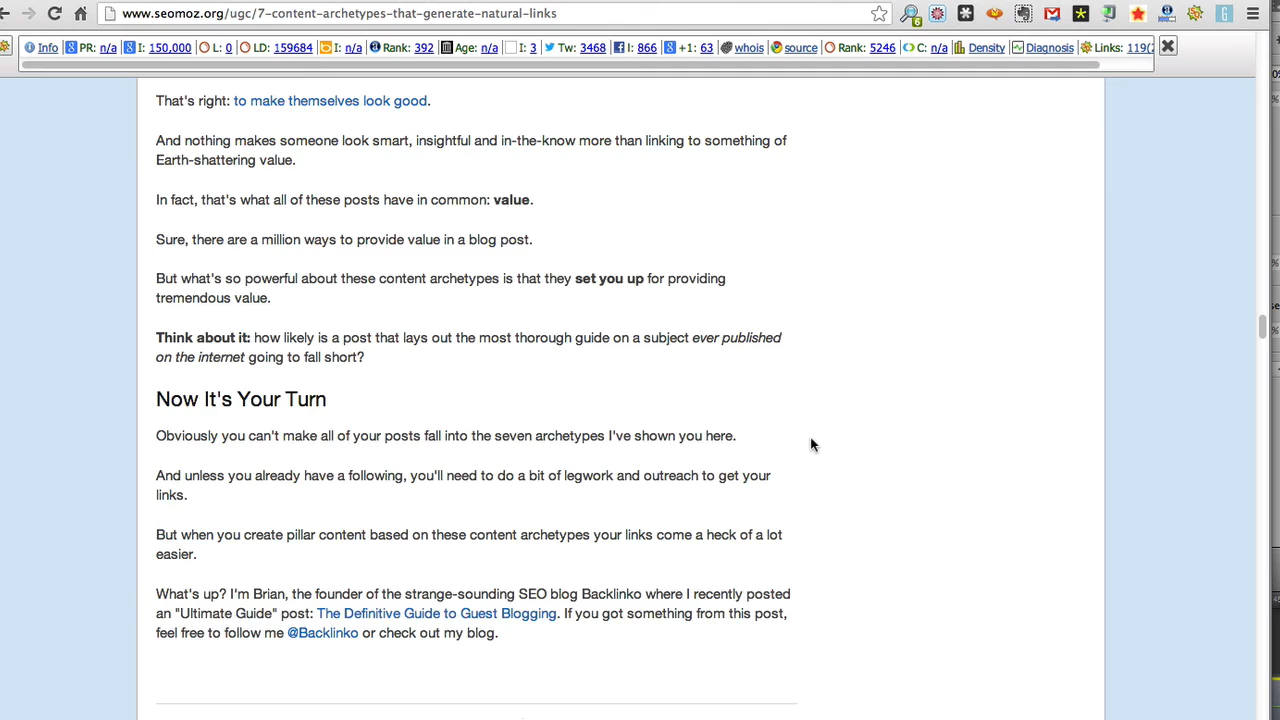 www.seomoz.org/ugc/7-content-archetypes-that-generate-natural-links
6
Info PR: n/a I: 150,000 L: 0 LD: 159684 I: n/a Rank: 392 Age: n/a I: 3 Tw: 3468 I: 866 +1: 63 whois source Rank: 5246 C: n/a Density Diagnosis Links: 119(2
That's right: to make themselves look good.
And nothing makes someone look smart, insightful and in-the-know more than linking to something of
Earth-shattering value.
In fact, that's what all of these posts have in common: value.
Sure, there are a million ways to provide value in a blog post.
But what's so powerful about these content archetypes is that they set you up for providing
tremendous value.
Think about it: how likely is a post that lays out the most thorough guide on a subject ever published
on the internet going to fall short?
Now It's Your Turn
Obviously you can't make all of your posts fall into the seven archetypes I've shown you here.
And unless you already have a following, you'll need to do a bit of legwork and outreach to get your
links.
But when you create pillar content based on these content archetypes your links come a heck of a lot
easier.
What's up? I'm Brian, the founder of the strange-sounding SEO blog Backlinko where I recently posted
an "Ultimate Guide" post: The Definitive Guide to Guest Blogging. If you got something from this post,
feel free to follow me @Backlinko or check out my blog.